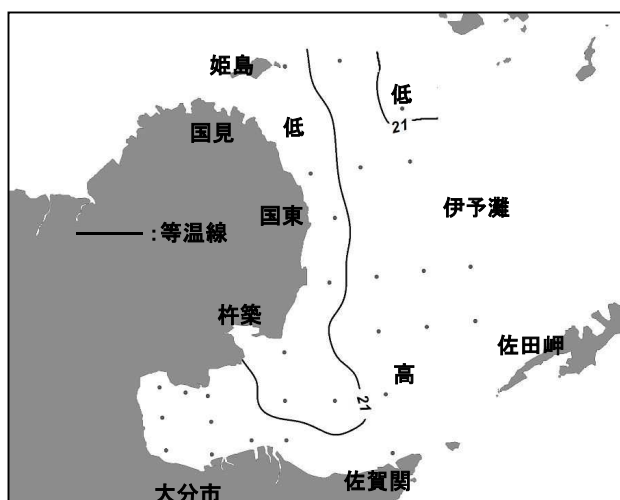 姫島
低
21
国見
低
国東
伊予灘
:等温線
杵築
佐田岬
高
21
佐賀関
大分市